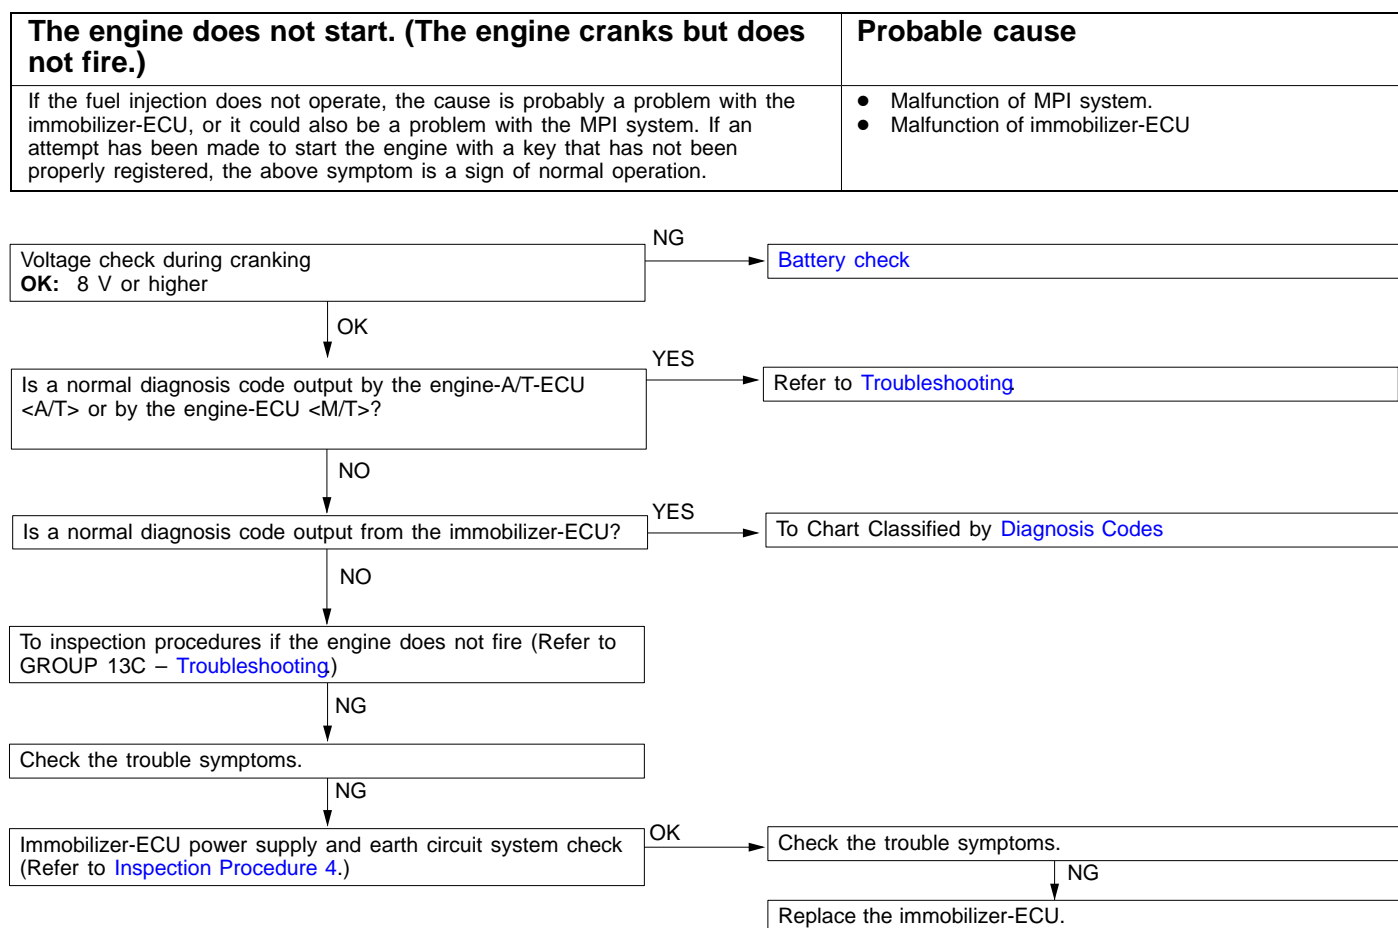 The engine does not start. (The engine cranks but does
not fire.)
Probable cause
If the fuel injection does not operate, the cause is probably a problem with the
immobilizer-ECU, or it could also be a problem with the MPI system. If an
attempt has been made to start the engine with a key that has not been
properly registered, the above symptom is a sign of normal operation.
● Malfunction of MPI system.
● Malfunction of immobilizer-ECU
Voltage check during cranking
OK: 8 V or higher
NG
Battery check
OK
Is a normal diagnosis code output by the engine-A/T-ECU
<A/T> or by the engine-ECU <M/T>?
YES
Refer to Troubleshooting.
NO
Is a normal diagnosis code output from the immobilizer-ECU?
YES
To Chart Classified by Diagnosis Codes
NO
To inspection procedures if the engine does not fire (Refer to
GROUP 13C – Troubleshooting.)
NG
Check the trouble symptoms.
NG
Immobilizer-ECU power supply and earth circuit system check
(Refer to Inspection Procedure 4.)
OK
Check the trouble symptoms.
NG
Replace the immobilizer-ECU.